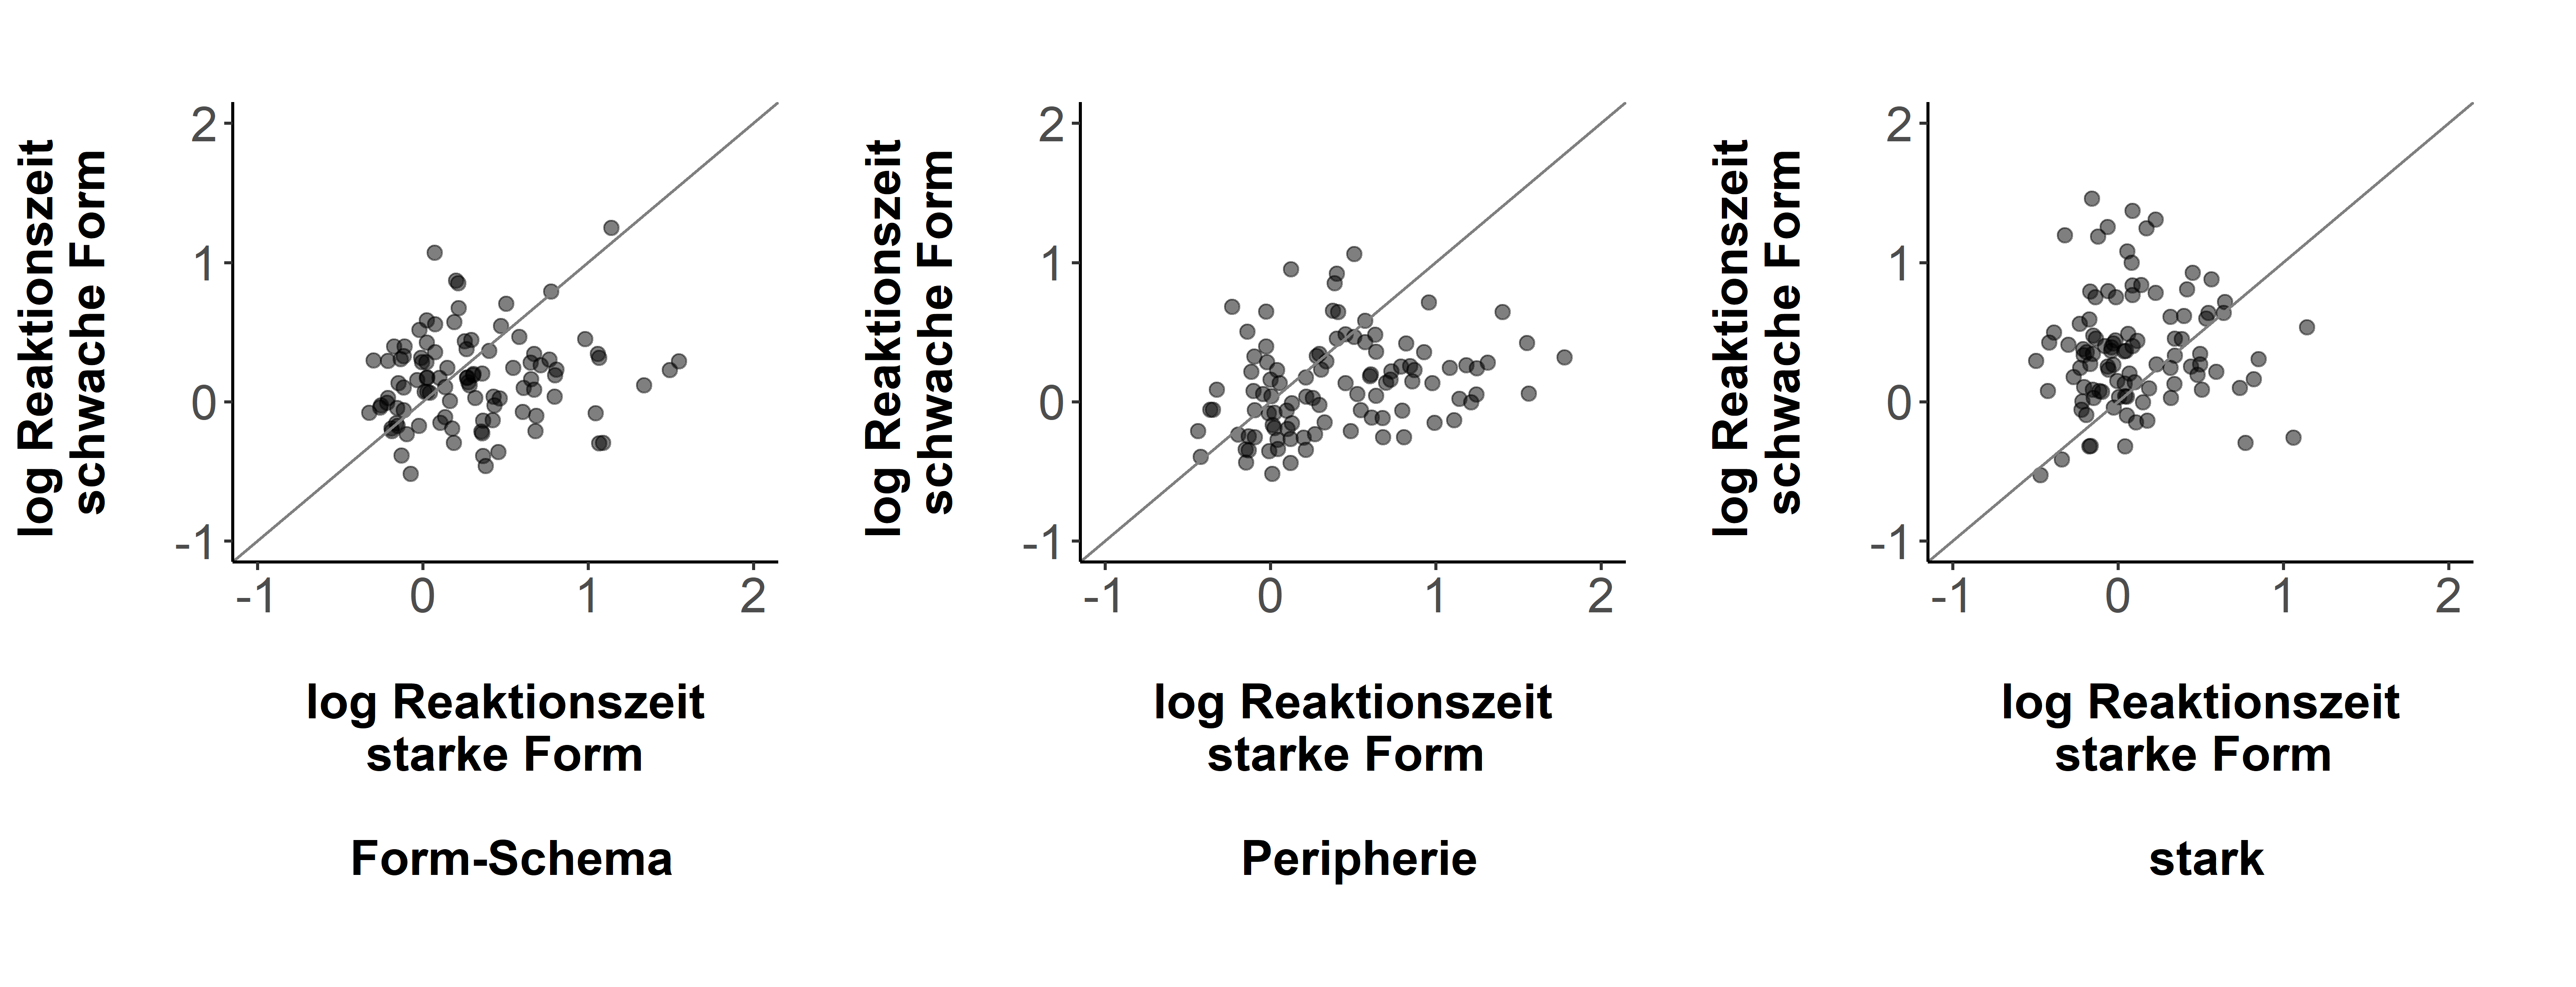 log Reaktionszeit
schwache Form
2
1
0
-1
-1 0 1 2
log Reaktionszeit
starke Form
Form-Schema
log Reaktionszeit
schwache Form
2
1
0
-1
-1 0 1 2
log Reaktionszeit
starke Form
Peripherie
log Reaktionszeit
schwache Form
2
1
0
-1
-1 0 1 2
log Reaktionszeit
starke Form
stark